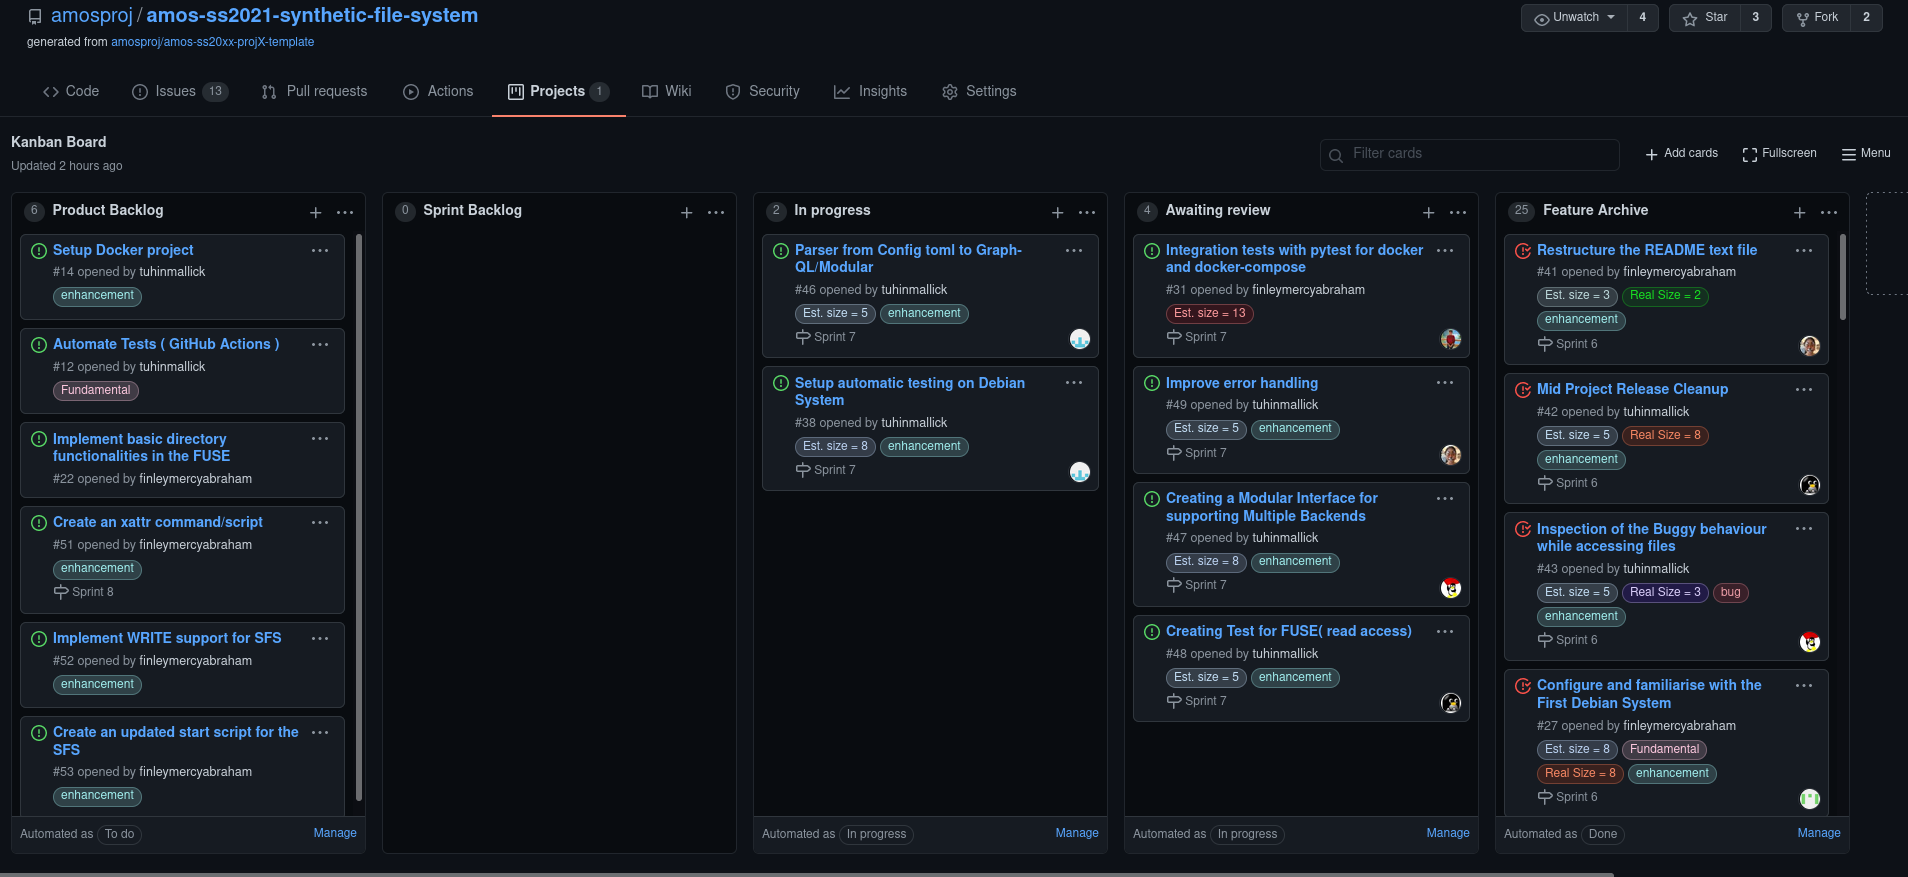 amosproj / amos-ss2021-synthetic-file-system
Unwatch 4 Star 3 Fork 2
generated from amosproj/amos-ss20xx-projX-template
Code Issues 13 Pull requests Actions Projects 1 Wiki Security Insights Settings
Kanban Board
Updated 2 hours ago
Filter cards
Add cards Fullscreen Menu
6 Product Backlog
Setup Docker project
#14 opened by tuhinmallick
enhancement
Automate Tests ( GitHub Actions )
#12 opened by tuhinmallick
Fundamental
Implement basic directory
functionalities in the FUSE
#22 opened by finleymercyabraham
Create an xattr command/script
#51 opened by finleymercyabraham
enhancement
Sprint 8
Implement WRITE support for SFS
#52 opened by finleymercyabraham
enhancement
Create an updated start script for the
SFS
#53 opened by finleymercyabraham
enhancement
Automated as To do Manage
0 Sprint Backlog
2 In progress
Parser from Config toml to Graph-
QL/Modular
#46 opened by tuhinmallick
Est. size = 5 enhancement
Sprint 7
Setup automatic testing on Debian
System
#38 opened by tuhinmallick
Est. size = 8 enhancement
Sprint 7
Automated as In progress Manage
4 Awaiting review
Integration tests with pytest for docker
and docker-compose
#31 opened by finleymercyabraham
Est. size = 13
Sprint 7
Improve error handling
#49 opened by tuhinmallick
Est. size = 5 enhancement
Sprint 7
Creating a Modular Interface for
supporting Multiple Backends
#47 opened by tuhinmallick
Est. size = 8 enhancement
Sprint 7
Creating Test for FUSE( read access)
#48 opened by tuhinmallick
Est. size = 5 enhancement
Sprint 7
Automated as In progress Manage
25 Feature Archive
Restructure the README text file
#41 opened by finleymercyabraham
Est. size = 3 Real Size = 2
enhancement
Sprint 6
Mid Project Release Cleanup
#42 opened by tuhinmallick
Est. size = 5 Real Size = 8
enhancement
Sprint 6
Inspection of the Buggy behaviour
while accessing files
#43 opened by tuhinmallick
Est. size = 5 Real Size = 3 bug
enhancement
Sprint 6
Configure and familiarise with the
First Debian System
#27 opened by finleymercyabraham
Est. size = 8 Fundamental
Real Size = 8 enhancement
Sprint 6
Automated as Done Manage